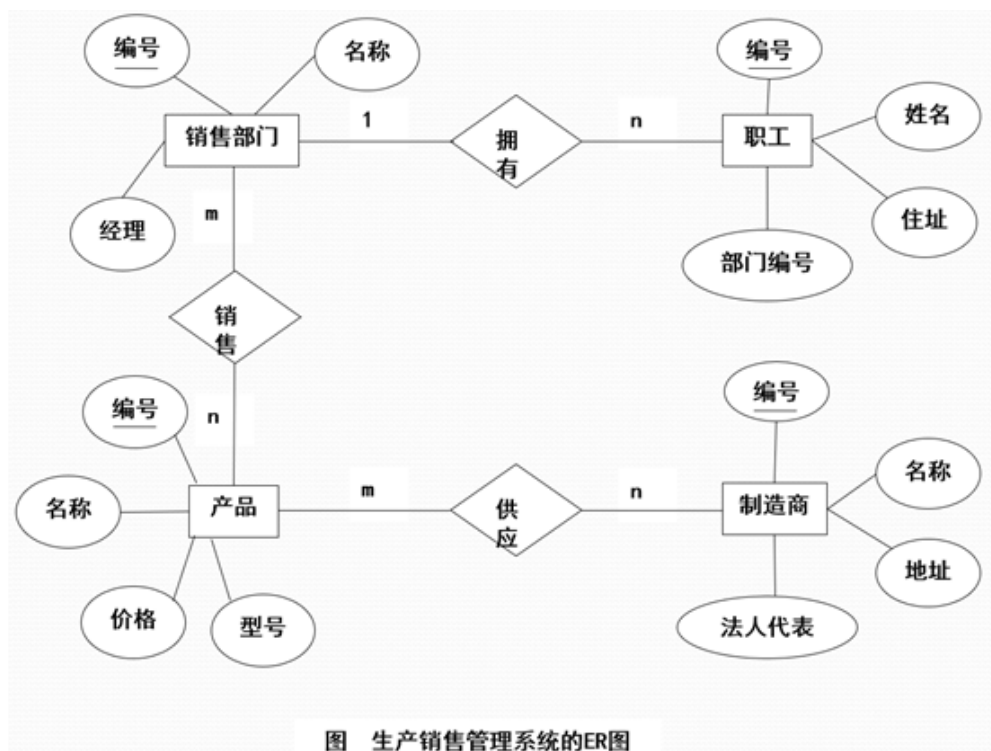 编号
名称
编号
姓名
销售部门
1
拥
有
n
职工
经理
m
部门编号
住址
销
售
编号
n
编号
名称
名称
产品
m
供
应
n
制造商
地址
价格
型号
法人代表
图 生产销售管理系统的ER图